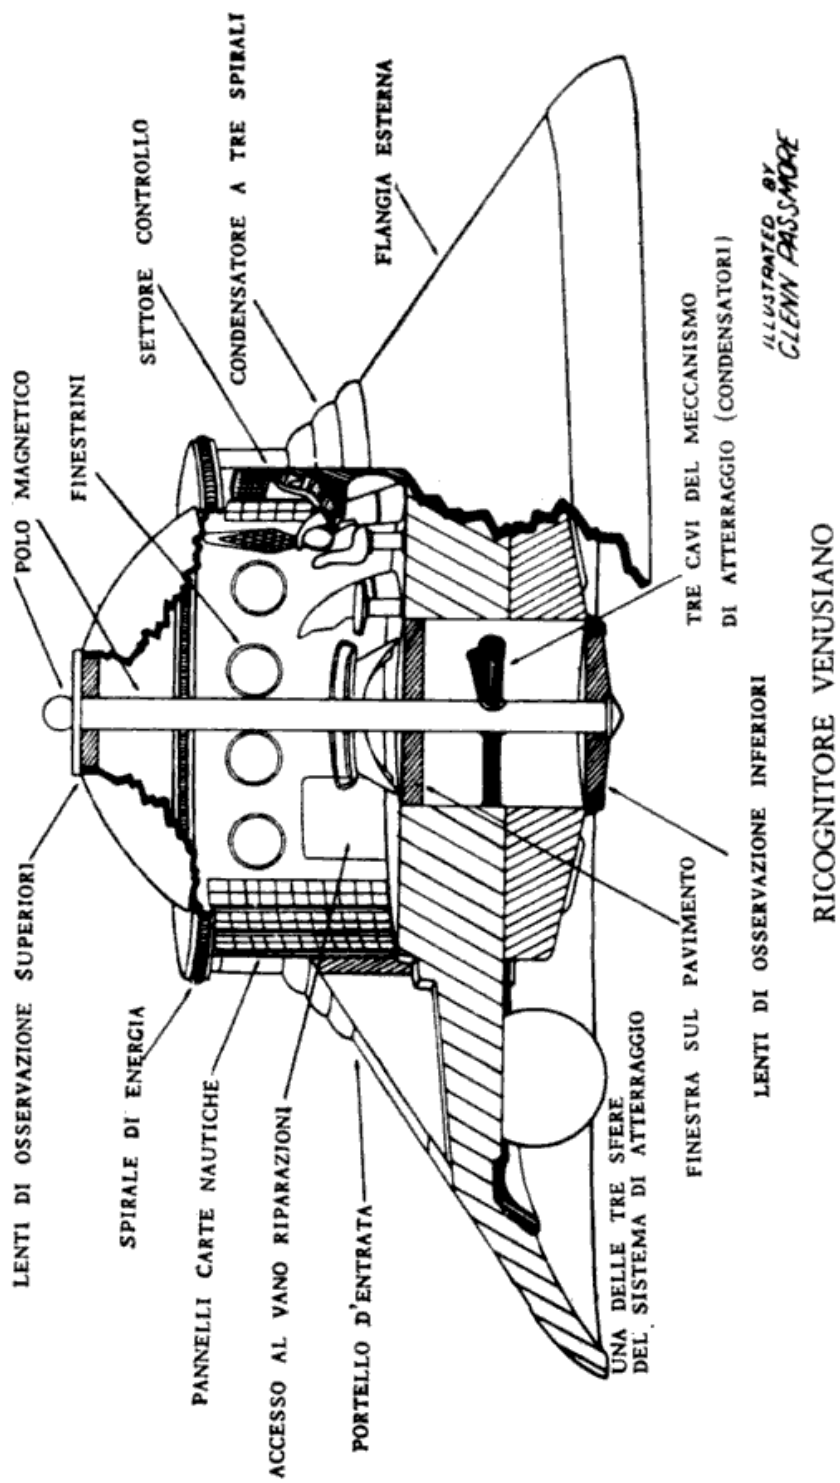 LENTI DI OSSERVAZIONE SUPERIORI
POLO MAGNETICO
FINESTRINI
SETTORE CONTROLLO
CONDENSATORE A TRE SPIRALI
FLANGIA ESTERNA
SPIRALE DI ENERGIA
PANNELLI CARTE NAUTICHE
ACCESSO AL VANO RIPARAZIONI
PORTELLO D'ENTRATA
UNA DELLE TRE SFERE
DEL SISTEMA DI ATTERRAGGIO
FINESTRA SUL PAVIMENTO
LENTI DI OSSERVAZIONE INFERIORI
TRE CAVI DEL MECCANISMO
DI ATTERRAGGIO (CONDENSATORI)
ILLUSTRATED BY
GLENN PASSMORE
RICOGNITORE VENUSIANO